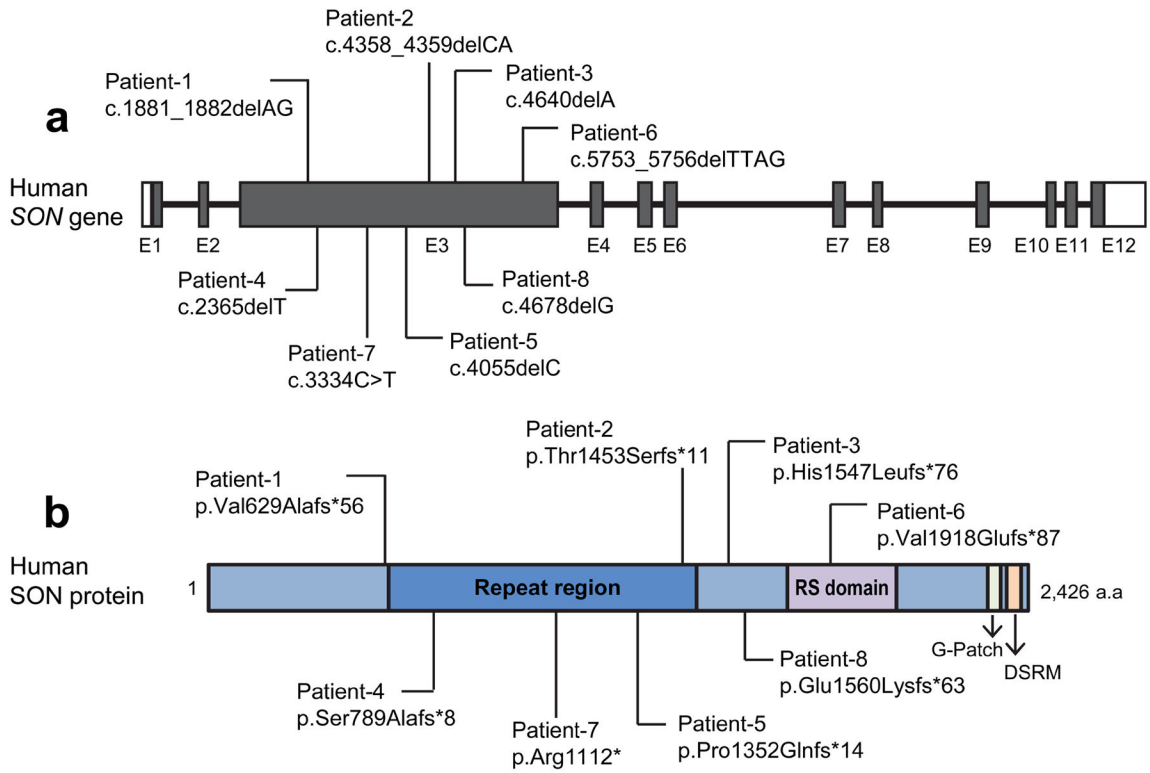 a
Patient-2
c.4358_4359delCA
Patient-1
c.1881_1882delAG
Patient-3
c.4640delA
Patient-6
c.5753_5756delTTAG
Human
SON gene
E1
E2
E3
E4
E5
E6
E7
E8
E9
E10
E11
E12
Patient-4
c.2365delT
Patient-8
c.4678delG
Patient-7
c.3334C>T
Patient-5
c.4055delC
b
Patient-2
p.Thr1453Serfs*11
Patient-3
p.His1547Leufs*76
Patient-1
p.Val629Alafs*56
Patient-6
p.Val1918Glufs*87
Human
SON protein
1
Repeat region
RS domain
2,426 a.a
G-Patch
DSRM
Patient-8
p.Glu1560Lysfs*63
Patient-4
p.Ser789Alafs*8
Patient-7
p.Arg1112*
Patient-5
p.Pro1352Glnfs*14